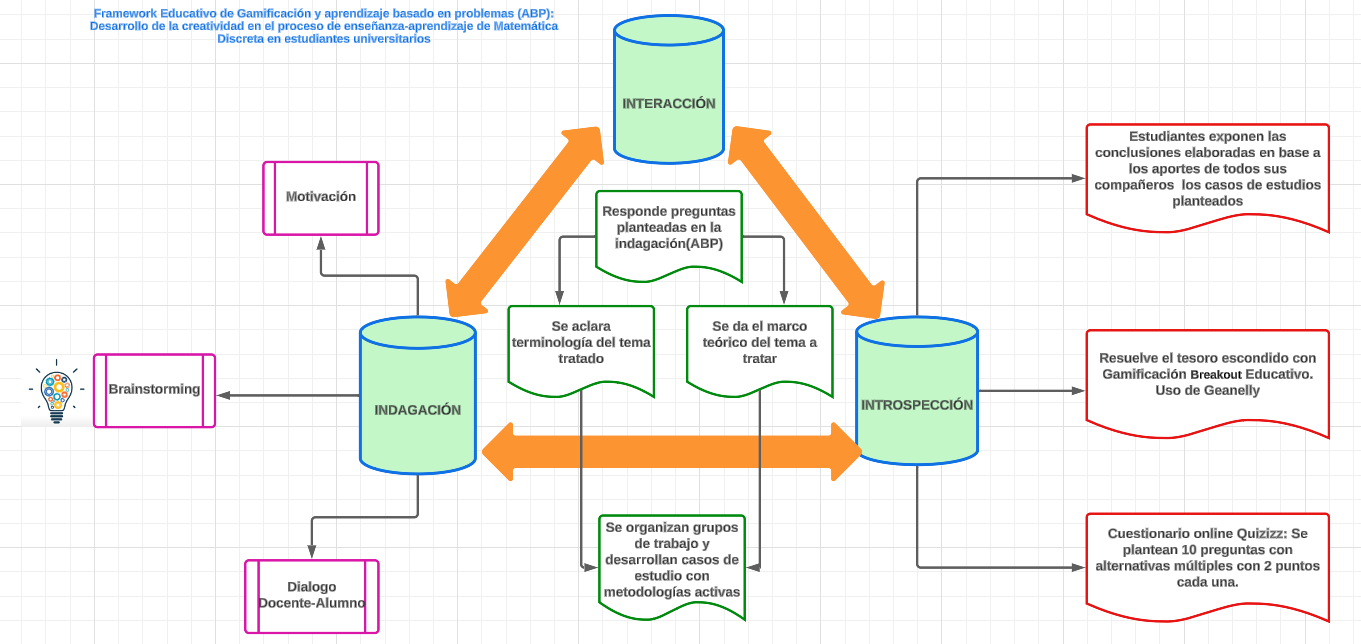 Framework Educativo de Gamificación y aprendizaje basado en problemas (ABP):
Desarrollo de la creatividad en el proceso de enseñanza-aprendizaje de Matemática
Discreta en estudiantes universitarios
INTERACCIÓN
Motivación
Responde preguntas
planteadas en la
indagación(ABP)
Estudiantes exponen las
conclusiones elaboradas en base a
los aportes de todos sus
compañeros los casos de estudios
planteados
Brainstorming
INDAGACIÓN
Se aclara
terminología del tema
tratado
Se da el marco
teórico del tema a
tratar
INTROSPECCIÓN
Resuelve el tesoro escondido con
Gamificación Breakout Educativo.
Uso de Geanelly
Dialogo
Docente-Alumno
Se organizan grupos
de trabajo y
desarrollan casos de
estudio con
metodologías activas
Cuestionario online Quizizz: Se
plantean 10 preguntas con
alternativas múltiples con 2 puntos
cada una.